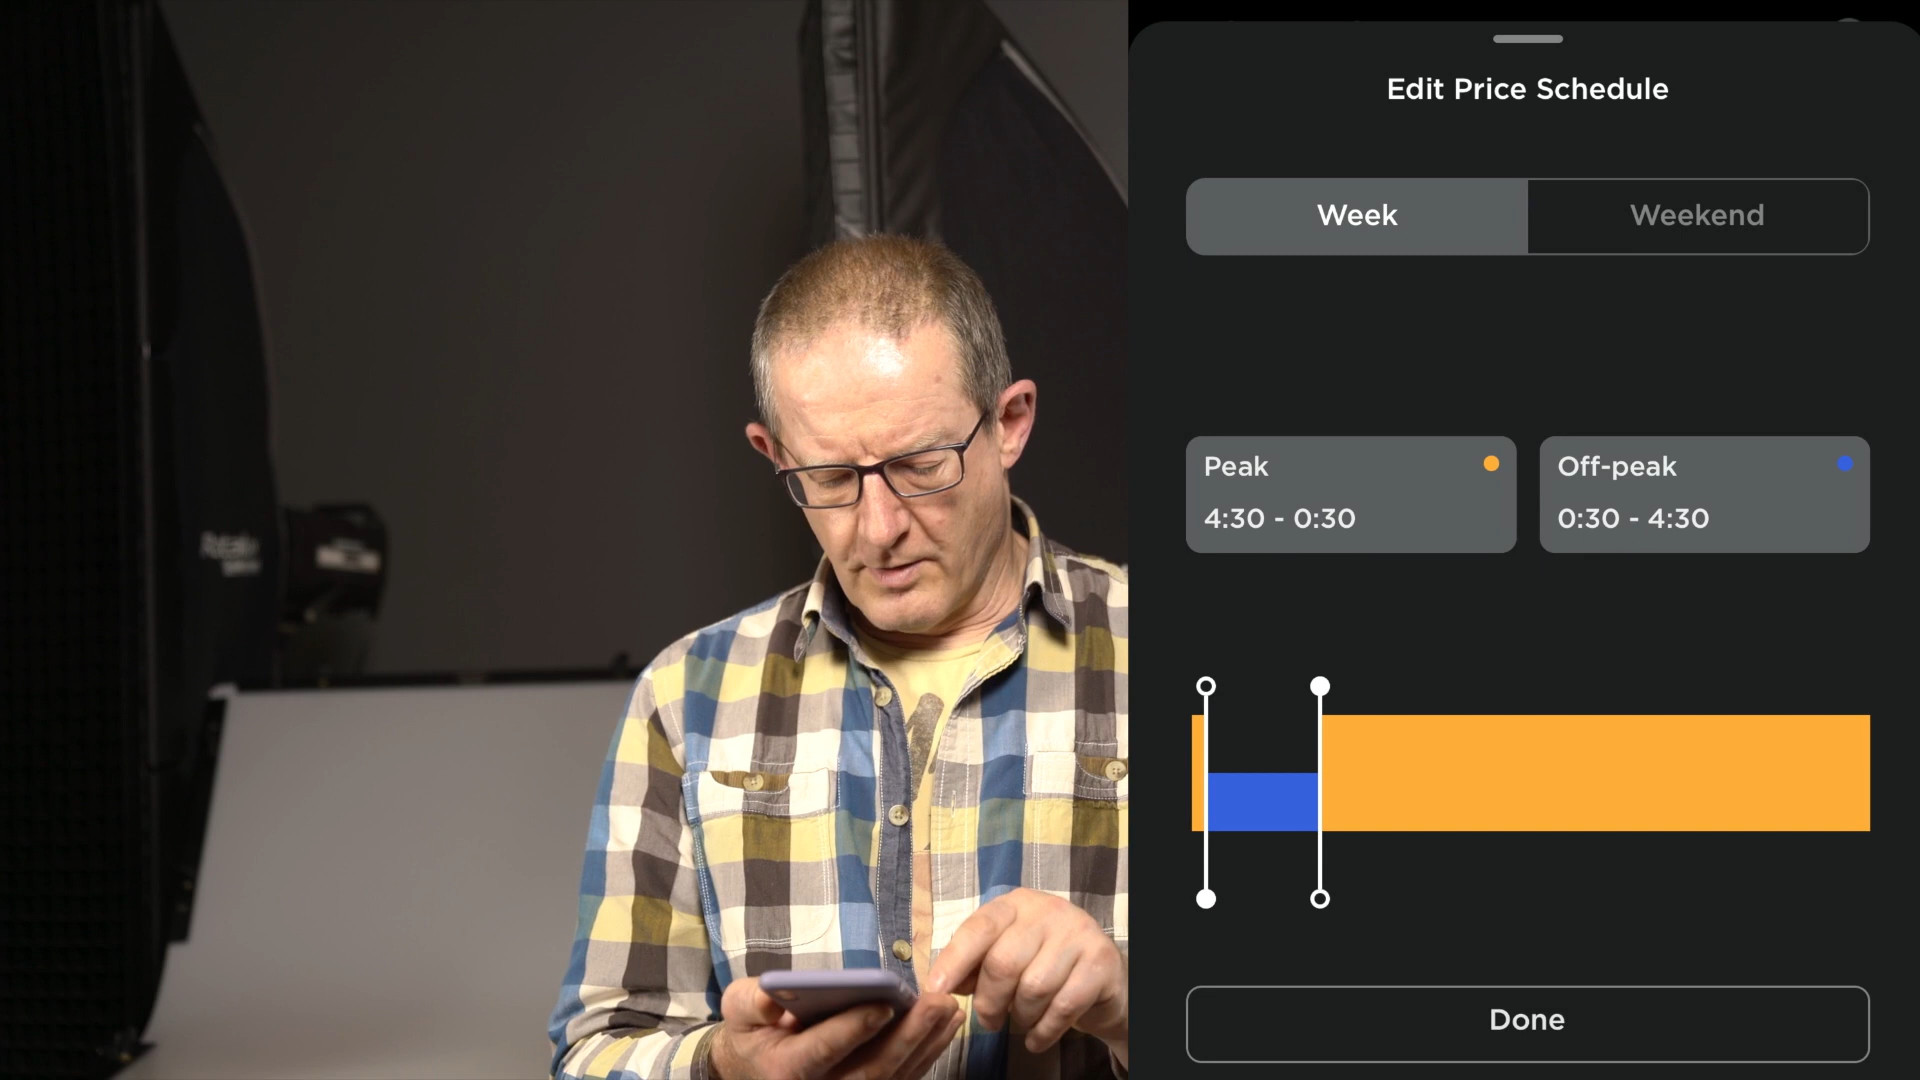 Edit Price Schedule
Week
Weekend
Peak
4:30 - 0:30
Off-peak
0:30 - 4:30
Done